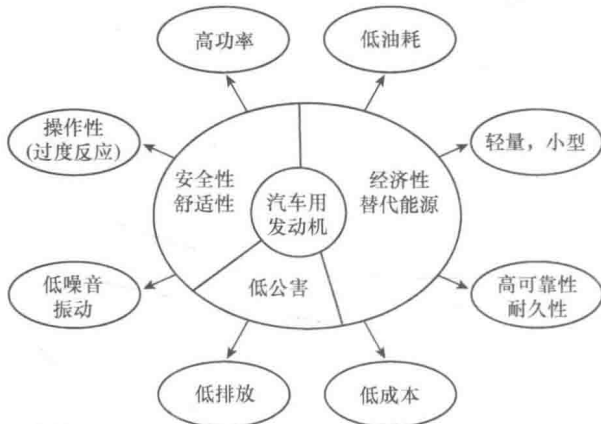 高功率
低油耗
操作性
(过度反应)
轻量，小型
安全性
舒适性
汽车用
发动机
经济性
替代能源
低噪音
振动
低公害
高可靠性
耐久性
低排放
低成本